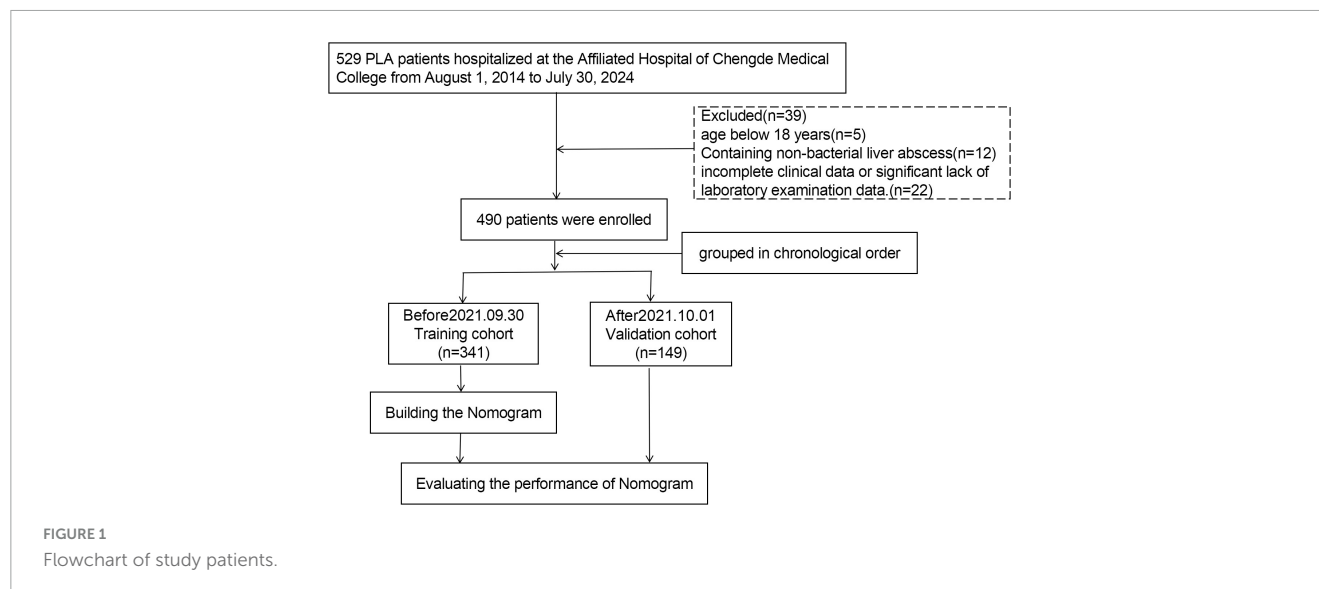 529 PLA patients hospitalized at the Affiliated Hospital of Chengde Medical
College from August 1, 2014 to July 30, 2024
Excluded(n=39)
age below 18 years(n=5)
Containing non-bacterial liver abscess(n=12)
incomplete clinical data or significant lack of
laboratory examination data.(n=22)
490 patients were enrolled
grouped in chronological order
Before2021.09.30
Training cohort
(n=341)
After2021.10.01
Validation cohort
(n=149)
Building the Nomogram
Evaluating the performance of Nomogram
FIGURE 1
Flowchart of study patients.